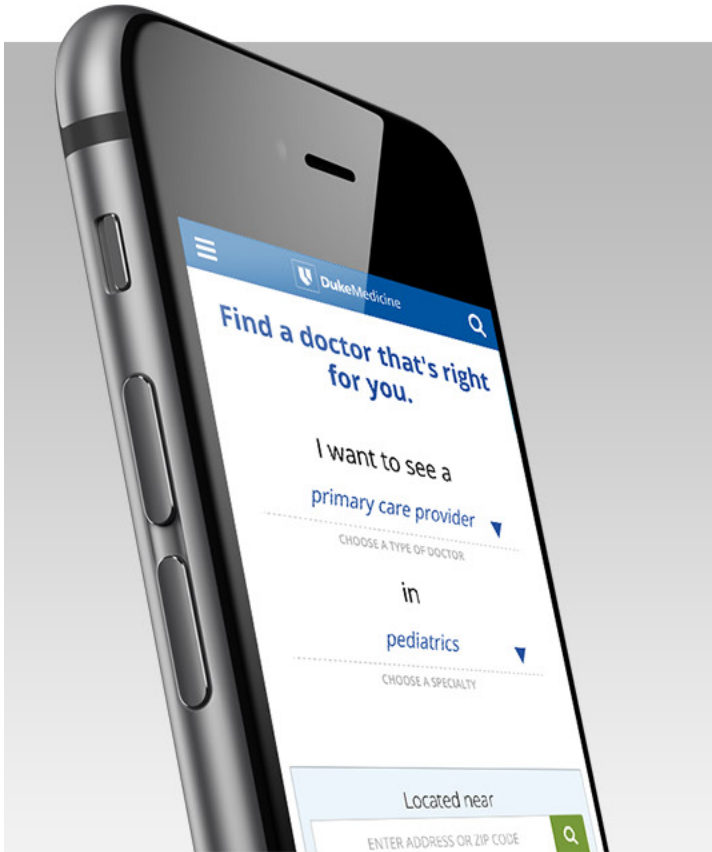 DukeMedicine
Find a doctor that's right
for you.
I want to see a
primary care provider
CHOOSE A TYPE OF DOCTOR
in
pediatrics
CHOOSE A SPECIALTY
Located near
ENTER ADDRESS OR ZIP CODE